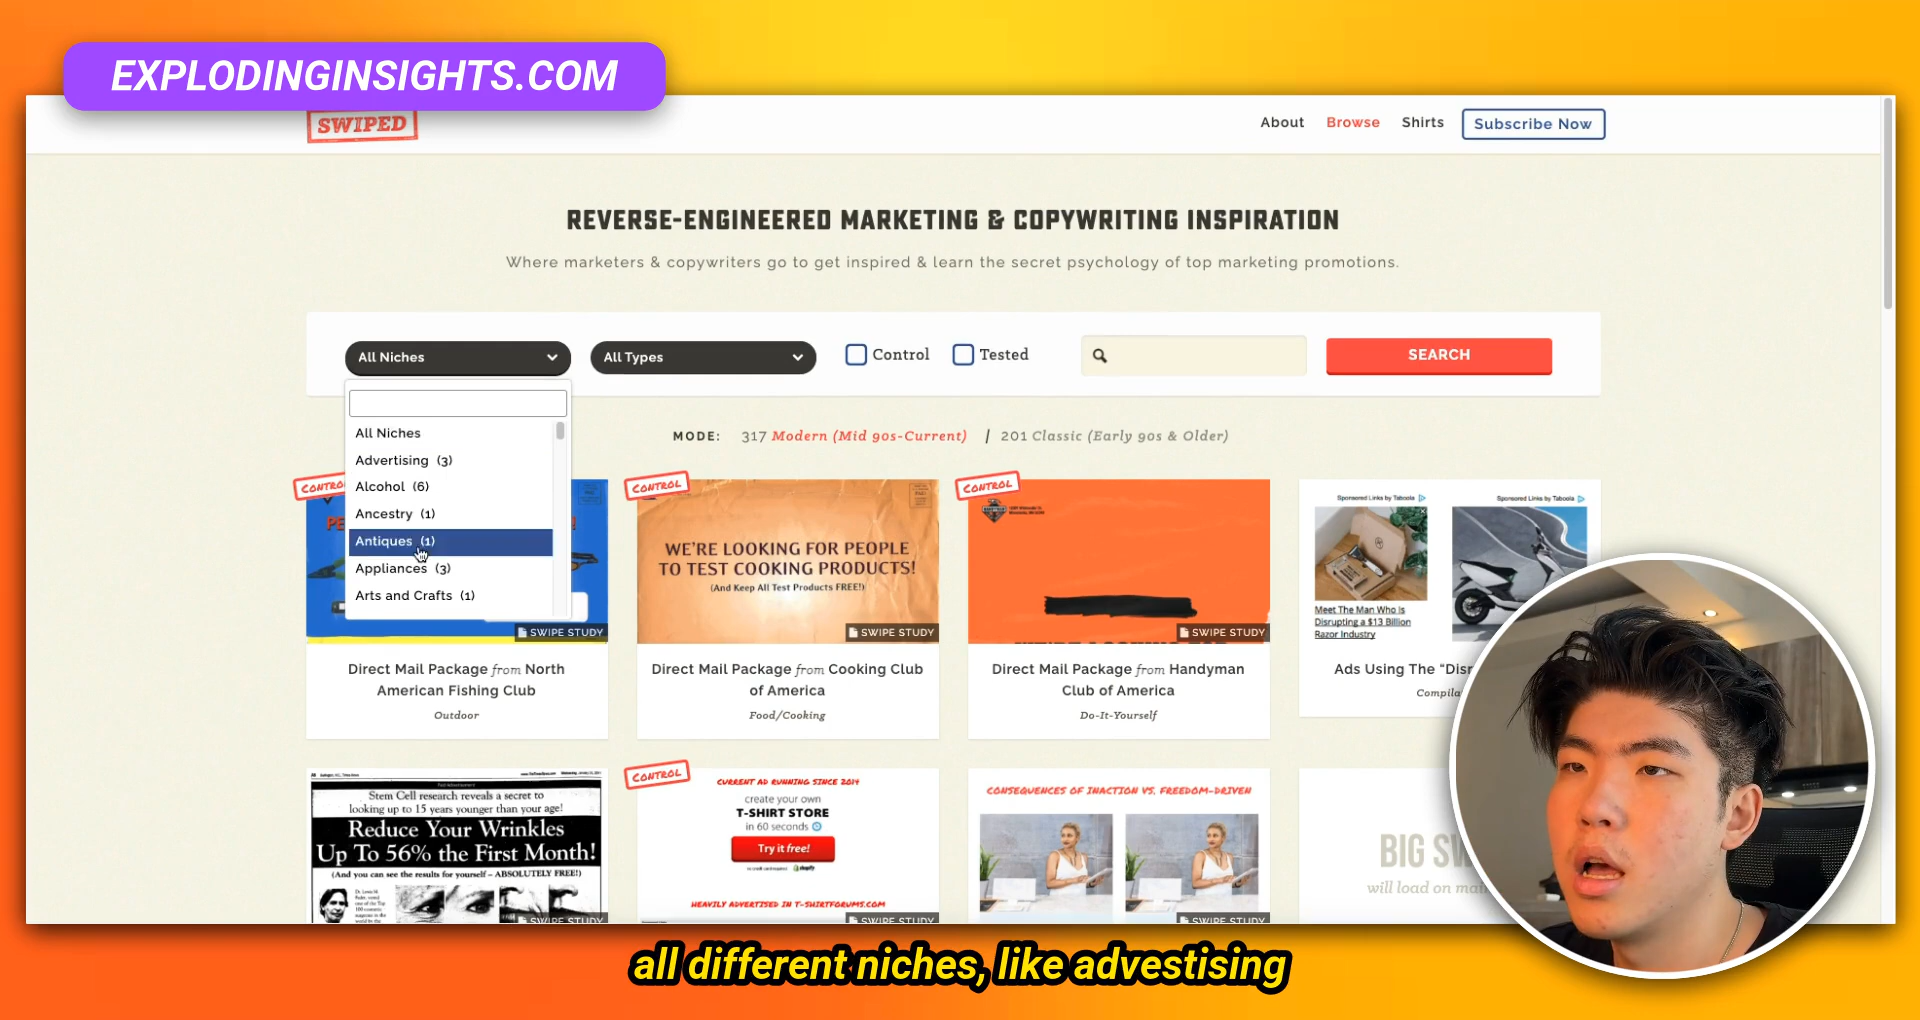 EXPLODINGINSIGHTS.COM
SWIPED
About Browse Shirts Subscribe Now
REVERSE-ENGINEERED MARKETING & COPYWRITING INSPIRATION
Where marketers & copywriters go to get inspired & learn the secret psychology of top marketing promotions.
All Niches All Types Control Tested SEARCH
All Niches
Advertising (3)
Alcohol (6)
Ancestry (1)
Antiques (1)
Appliances (3)
Arts and Crafts (1)
MODE: 317 Modern (Mid 90s-Current) / 201 Classic (Early 90s & Older)
CONTROL
SWIPE STUDY
Direct Mail Package from North
American Fishing Club
Outdoor
CONTROL
WE'RE LOOKING FOR PEOPLE
TO TEST COOKING PRODUCTS!
(And Keep All Test Products FREE!)
SWIPE STUDY
Direct Mail Package from Cooking Club
of America
Food/Cooking
CONTROL
SWIPE STUDY
Direct Mail Package from Handyman
Club of America
Do-It-Yourself
Sponsored Links by Taboola
Sponsored Links by Taboola
Meet The Man Who Is
Disrupting a $13 Billion
Razor Industry
Ads Using The "Disr
Compila
Stem Cell research reveals a secret to
looking up to 15 years younger than your age!
Reduce Your Wrinkles
Up To 56% the First Month!
(And you can see the results for yourself – ABSOLUTELY FREE!)
SWIPE STUDY
CONTROL
CURRENT AD RUNNING SINCE 2014
create your own
T-SHIRT STORE
in 60 seconds
Try it free!
shopify
HEAVILY ADVERTISED IN T-SHIRTFORUMS.COM
SWIPE STUDY
CONSEQUENCES OF INACTION VS. FREEDOM-DRIVEN
SWIPE STUDY
BIG SW
will load on mai
all different niches, like advestising